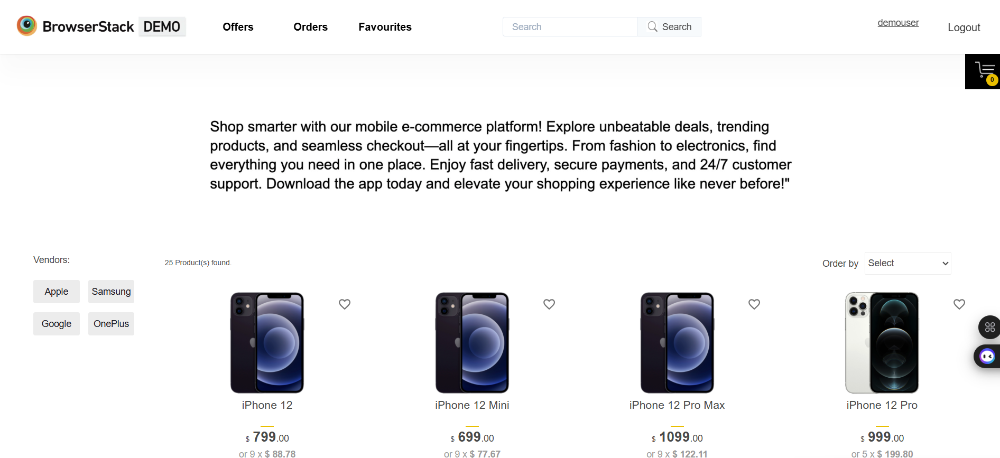 BrowserStack DEMO
Offers
Orders
Favourites
Search
Search
demouser
Logout
0
Shop smarter with our mobile e-commerce platform! Explore unbeatable deals, trending
products, and seamless checkout—all at your fingertips. From fashion to electronics, find
everything you need in one place. Enjoy fast delivery, secure payments, and 24/7 customer
support. Download the app today and elevate your shopping experience like never before!"
Vendors:
Apple
Samsung
Google
OnePlus
25 Product(s) found.
Order by
Select
iPhone 12
$ 799.00
or 9 x $ 88.78
iPhone 12 Mini
$ 699.00
or 9 x $ 77.67
iPhone 12 Pro Max
$ 1099.00
or 9 x $ 122.11
iPhone 12 Pro
$ 999.00
or 5 x $ 199.80